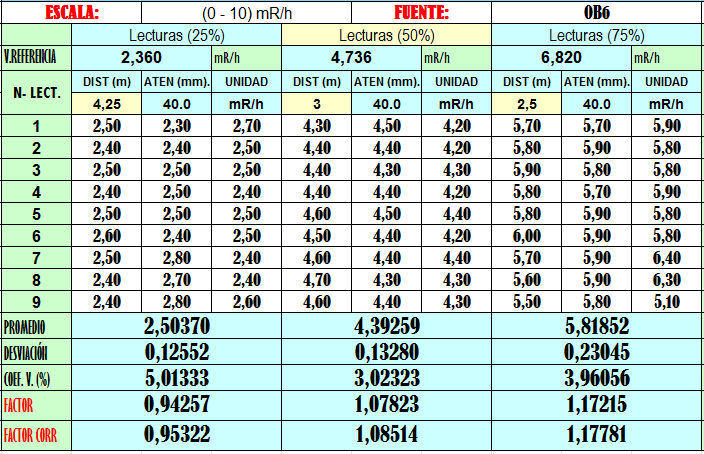 ESCALA: (0 - 10) mR/h FUENTE: OB6
Lecturas (25%) Lecturas (50%) Lecturas (75%)
V.REFERENCIA 2,360 mR/h 4,736 mR/h 6,820 mR/h
N- LECT. DIST (m) ATEN (mm). UNIDAD DIST (m) ATEN (mm). UNIDAD DIST (m) ATEN (mm). UNIDAD
4,25 40.0 mR/h 3 40.0 mR/h 2,5 40.0 mR/h
1 2,50 2,30 2,70 4,30 4,50 4,20 5,70 5,70 5,90
2 2,40 2,40 2,50 4,40 4,40 4,20 5,80 5,90 5,80
3 2,50 2,50 2,50 4,40 4,30 4,30 5,90 5,80 5,80
4 2,40 2,50 2,40 4,40 4,40 4,20 5,80 5,70 5,90
5 2,50 2,50 2,50 4,60 4,50 4,40 5,80 5,90 5,80
6 2,60 2,40 2,50 4,50 4,40 4,20 6,00 5,90 5,80
7 2,50 2,80 2,40 4,60 4,40 4,40 5,70 5,90 6,40
8 2,40 2,70 2,40 4,70 4,30 4,30 5,60 5,90 6,30
9 2,40 2,80 2,60 4,60 4,40 4,30 5,50 5,80 5,10
PROMEDIO 2,50370 4,39259 5,81852
DESVIACIÓN 0,12552 0,13280 0,23045
COEF. V. (%) 5,01333 3,02323 3,96056
FACTOR 0,94257 1,07823 1,17215
FACTOR CORR 0,95322 1,08514 1,17781